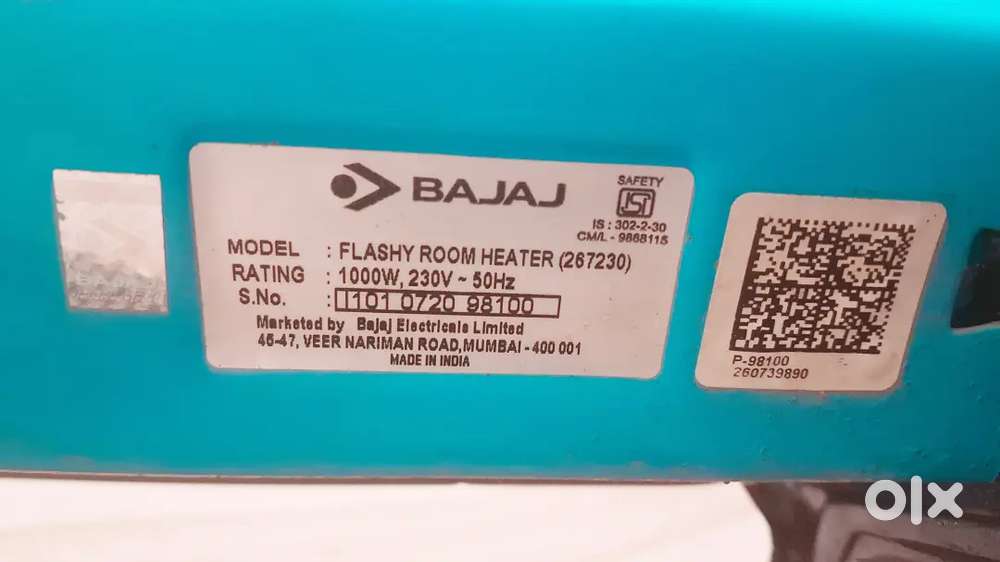 BAJAJ
SAFETY
ISI
IS : 302-2-30
CM/L - 9868115
MODEL : FLASHY ROOM HEATER (267230)
RATING : 1000W, 230V ~ 50Hz
S.No. : I101 0720 98100
Marketed by Bajaj Electricals Limited
45-47, VEER NARIMAN ROAD,MUMBAI - 400 001
MADE IN INDIA
P-98100
260739890
olx